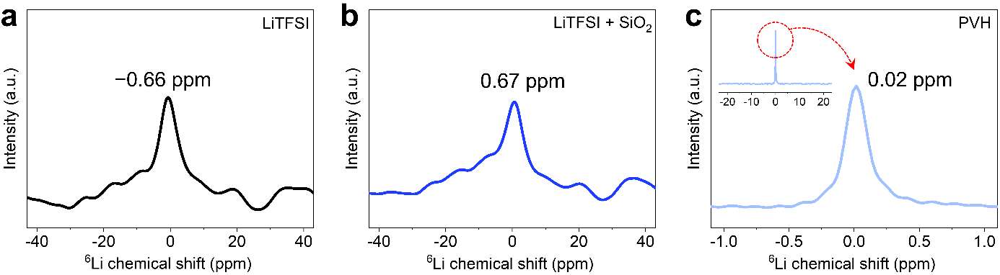 a
LiTFSI
−0.66 ppm
Intensity (a.u.)
-40 -20 0 20 40
⁶Li chemical shift (ppm)
b
LiTFSI + SiO₂
0.67 ppm
Intensity (a.u.)
-40 -20 0 20 40
⁶Li chemical shift (ppm)
c
PVH
0.02 ppm
-20 -10 0 10 20
Intensity (a.u.)
-1.0 -0.5 0.0 0.5 1.0
⁶Li chemical shift (ppm)